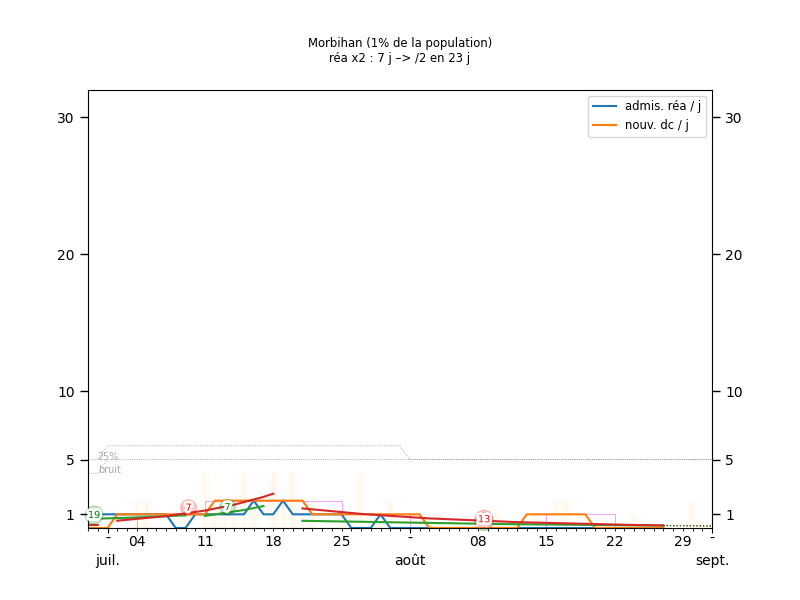 Morbihan (1% de la population)
réa x2 : 7 j –> /2 en 23 j
admis. réa / j
nouv. dc / j
30 30
20 20
10 10
5 5
1 1
25%
bruit
19 7 7 13
- 04 11 18 25 - 08 15 22 29 -
juil. août sept.